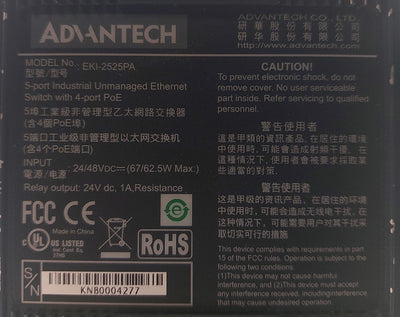 ADVANTECH
MODEL No.: EKI-2525PA
型號/型号
5-port Industrial Unmanaged Ethernet
Switch with 4-port PoE
5埠工業級非管理型乙太網路交換器
(含4個PoE埠)
5端口工业级非管理型以太网交换机
(含4个PoE端口)
INPUT : 24/48VDC⎓(67/62.5W Max.)
電源/电源
Relay output: 24V dc, 1A,Resistance
FCC CE
Made in China
c UL US LISTED
Ind. Cont. Eq.
37HS
e
RoHS
S/N
KNB0004277
ADVANTECH CO., LTD.
研華股份有限公司
研华股份有限公司
CAUTION!
To prevent electronic shock, do not
remove cover. No user serviceable
part inside. Refer servicing to qualified
personnel.
警告使用者
這是甲類的資訊產品，在居住的環境
中使用時，可能會造成射頻干擾，在
這種情況下，使用者會被要求採取某
些適當的對策。
警告使用者
这是甲级的资讯产品，在居住环境使
用时，可能会造成无线电干扰，在
这种情况下，可能需要用户对其干扰
采取切实可行的措施。
This device complies with requirements in part
15 of the FCC Rules. Operation is subject to the
following two conditions.
(1)This device may not cause harmful
interference, and (2)This device must accept
any interference received, including interference
that may cause undesired operation.